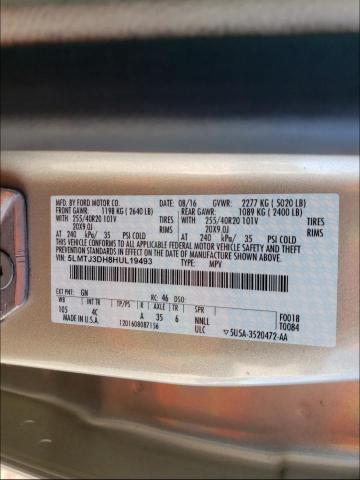 MFD. BY FORD MOTOR CO.
DATE: 08/16 GVWR: 2277 KG ( 5020 LB)
FRONT GAWR: 1198 KG ( 2640 LB) REAR GAWR: 1089 KG ( 2400 LB)
WITH 255/40R20 101V WITH 255/40R20 101V TIRES
20X9.0J 20X9.0J RIMS
AT 240 kPa/ 35 PSI COLD AT 240 kPa/ 35 PSI COLD
THIS VEHICLE CONFORMS TO ALL APPLICABLE FEDERAL MOTOR VEHICLE SAFETY, BUMPER, AND THEFT PREVENTION STANDARDS IN EFFECT ON THE DATE OF MANUFACTURE SHOWN ABOVE.
VIN: 5LMTJ3DH8HUL19493
TYPE: MPV
EXT PNT: GN RC: 46 DSO:
WB INT TR TP/PS R AXLE TR SPR
105 4C A 35 6 NNLL F0018
MADE IN U.S.A. 1201608087156 ULC T0084
5U5A-3520472-AA